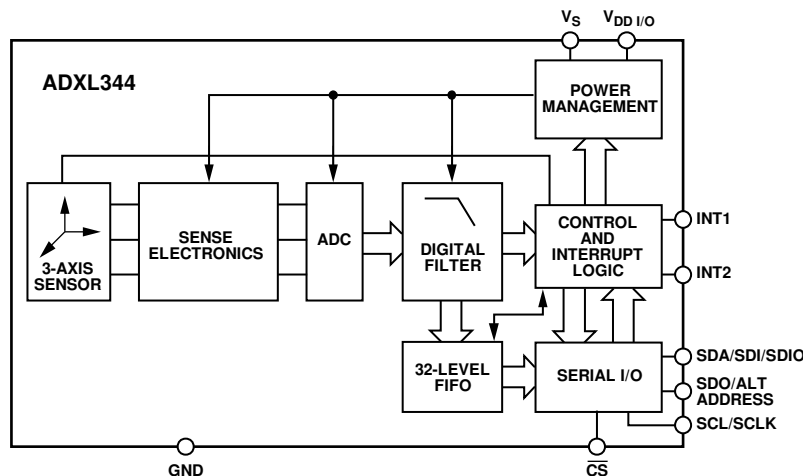 VS
VDD I/O
ADXL344
POWER
MANAGEMENT
3-AXIS
SENSOR
SENSE
ELECTRONICS
ADC
DIGITAL
FILTER
CONTROL
AND
INTERRUPT
LOGIC
INT1
INT2
32-LEVEL
FIFO
SERIAL I/O
SDA/SDI/SDIO
SDO/ALT
ADDRESS
SCL/SCLK
GND
C̅S̅